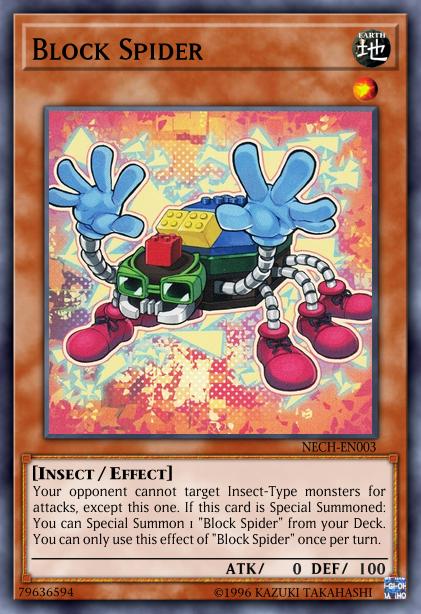 Block Spider
EARTH
地
NECH-EN003
[Insect / Effect]
Your opponent cannot target Insect-Type monsters for
attacks, except this one. If this card is Special Summoned:
You can Special Summon 1 "Block Spider" from your Deck.
You can only use this effect of "Block Spider" once per turn.
ATK/ 0 DEF/ 100
79636594
©1996 KAZUKI TAKAHASHI